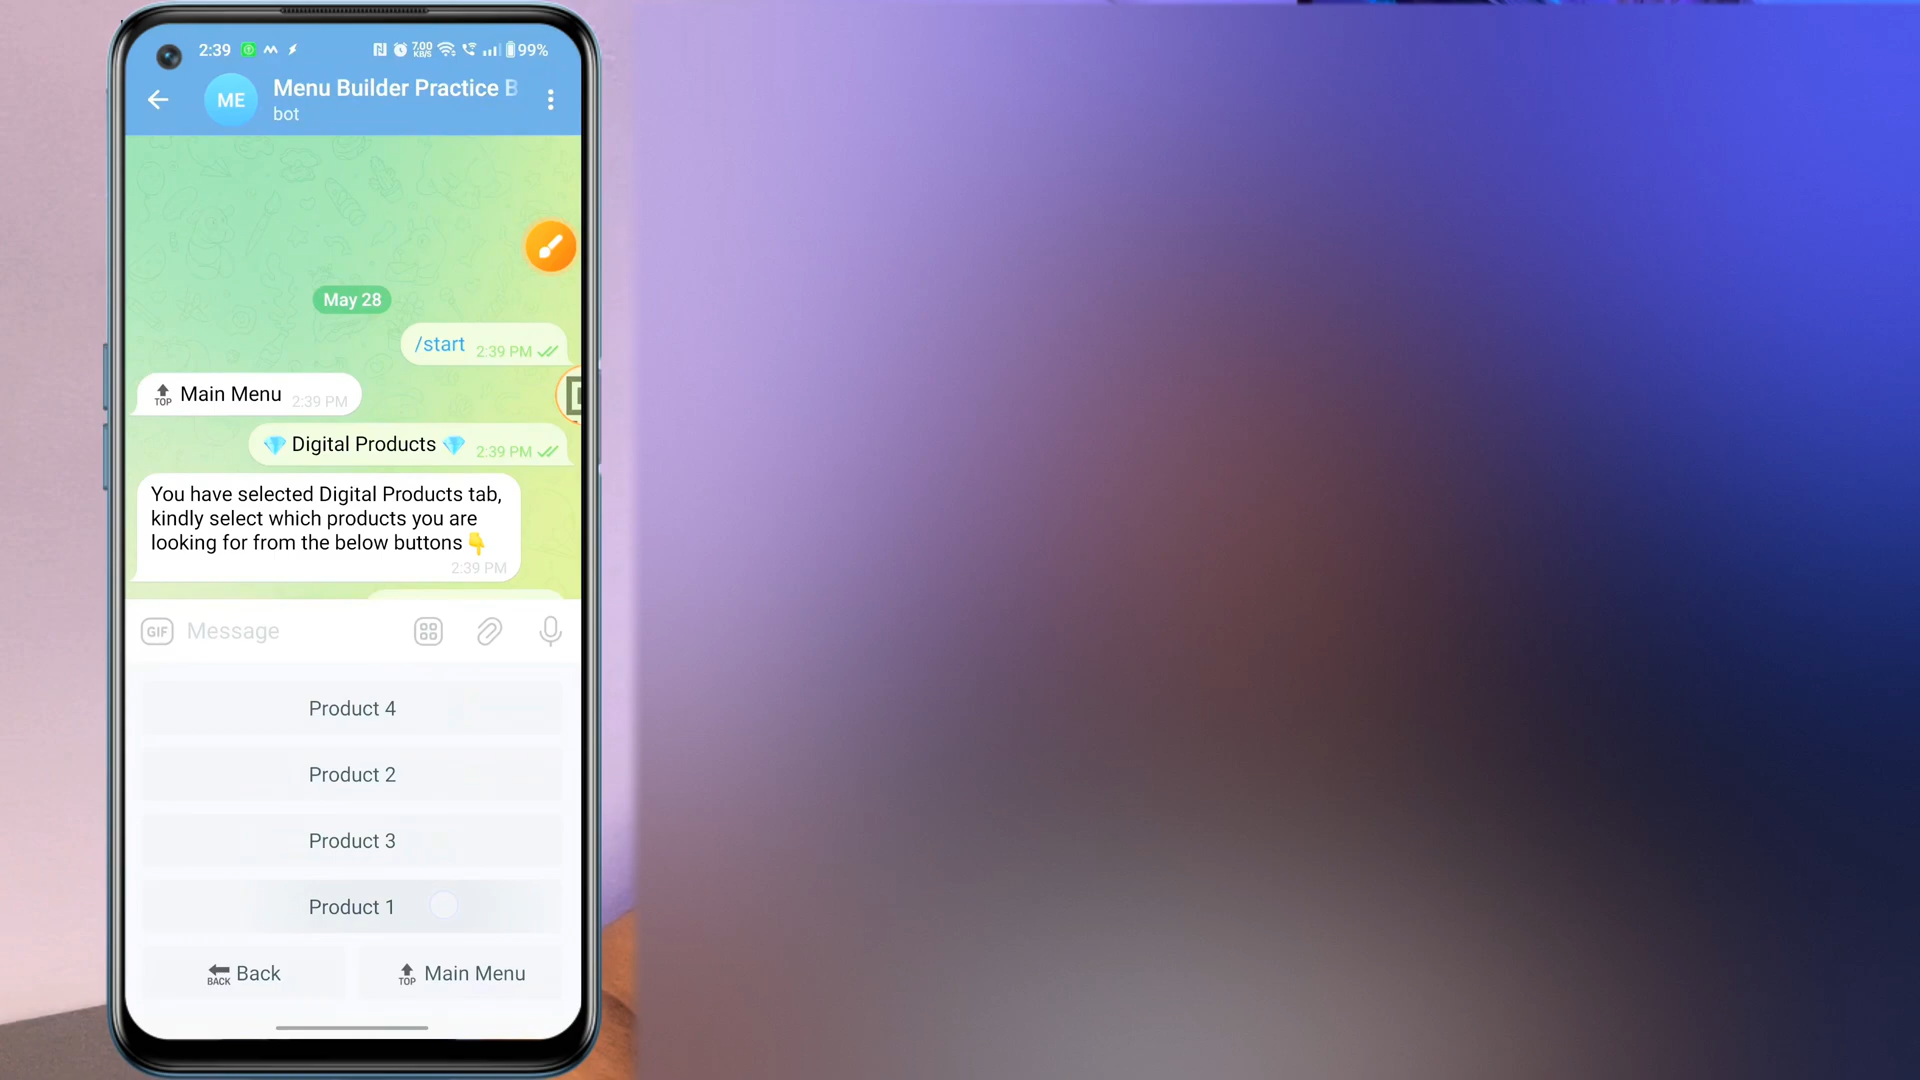 2:39 7.00 KB/S 99%
ME
Menu Builder Practice B
bot
May 28
/start 2:39 PM
TOP Main Menu 2:39 PM
Digital Products 2:39 PM
You have selected Digital Products tab,
kindly select which products you are
looking for from the below buttons
2:39 PM
GIF Message
Product 4
Product 2
Product 3
Product 1
BACK Back
TOP Main Menu